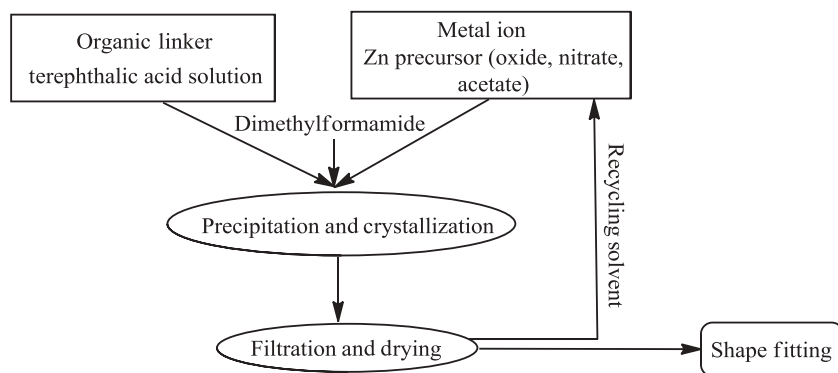 Organic linker
terephthalic acid solution
Metal ion
Zn precursor (oxide, nitrate,
acetate)
Dimethylformamide
Recycling solvent
Precipitation and crystallization
Filtration and drying
Shape fitting